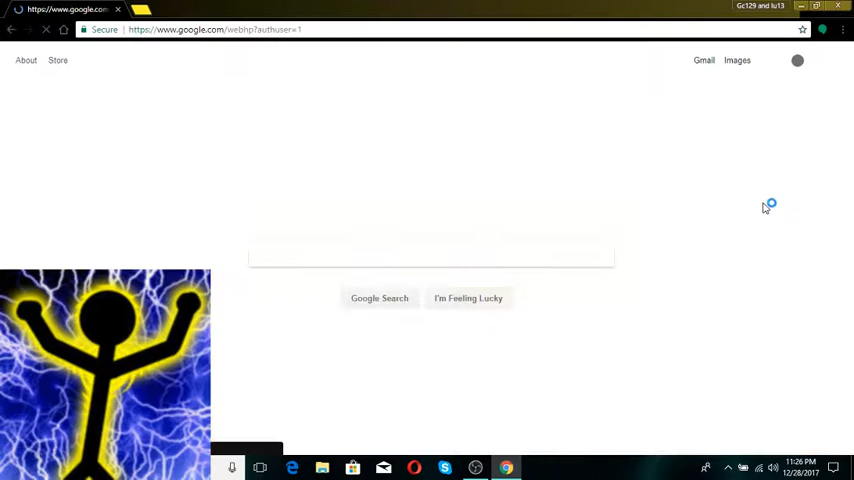 https://www.google.com
Gc129 and lu13
Secure
https://www.google.com/webhp?authuser=1
About
Store
Gmail
Images
Google Search
I'm Feeling Lucky
11:26 PM
12/28/2017